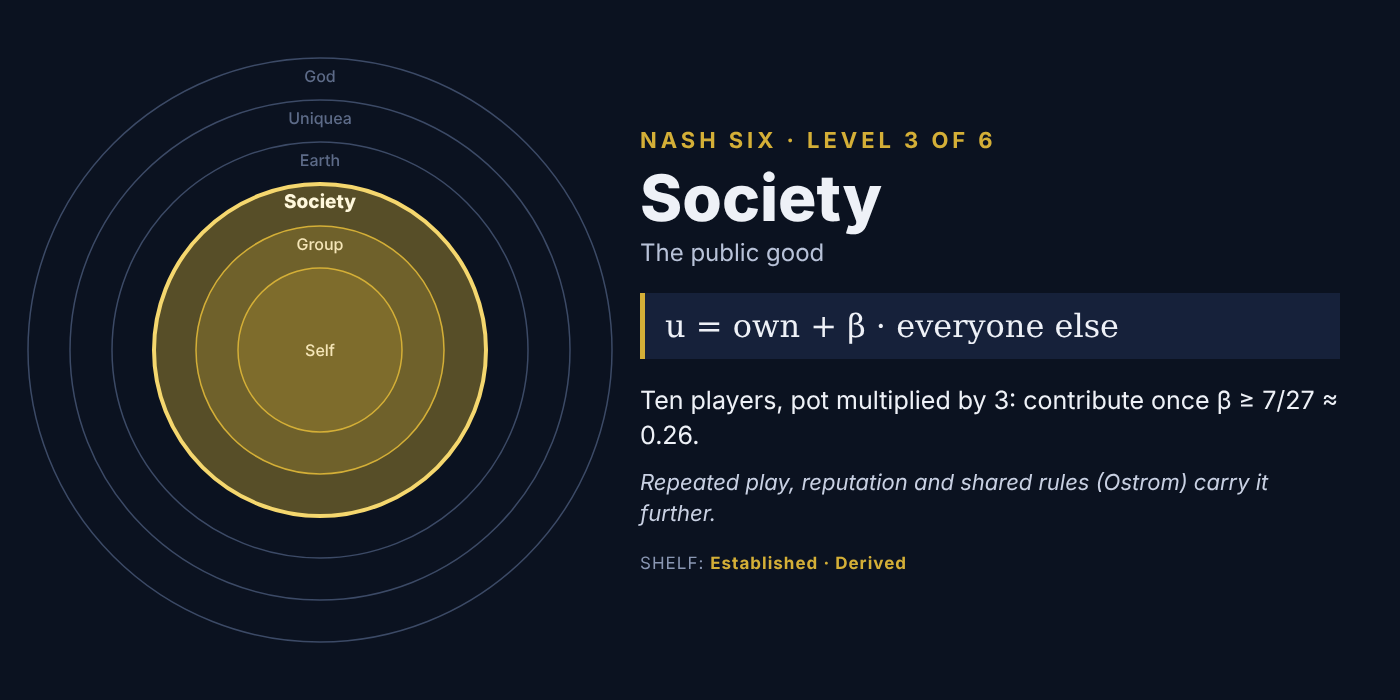 God
Uniquea
Earth
Society
Group
Self
NASH SIX · LEVEL 3 OF 6
Society
The public good
u = own + β · everyone else
Ten players, pot multiplied by 3: contribute once β ≥ 7/27 ≈
0.26.
Repeated play, reputation and shared rules (Ostrom) carry it
further.
SHELF: Established · Derived